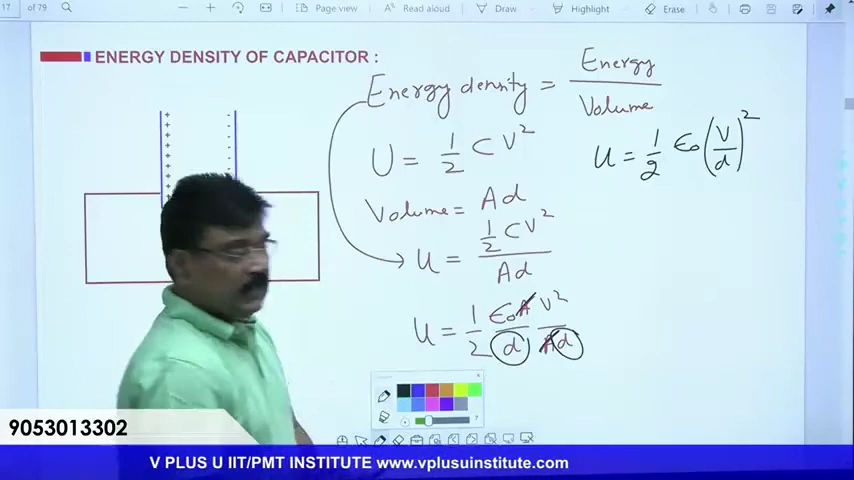 17 of 79
Page view
Read aloud
Draw
Highlight
Erase
ENERGY DENSITY OF CAPACITOR :
Energy density = Energy / Volume
U = 1/2 CV²
Volume = Ad
u = 1/2 CV² / Ad
u = 1/2 ϵ₀A/d V²/Ad
u = 1/2 ϵ₀ (V/d)²
7
9053013302
V PLUS U IIT/PMT INSTITUTE www.vplusuinstitute.com